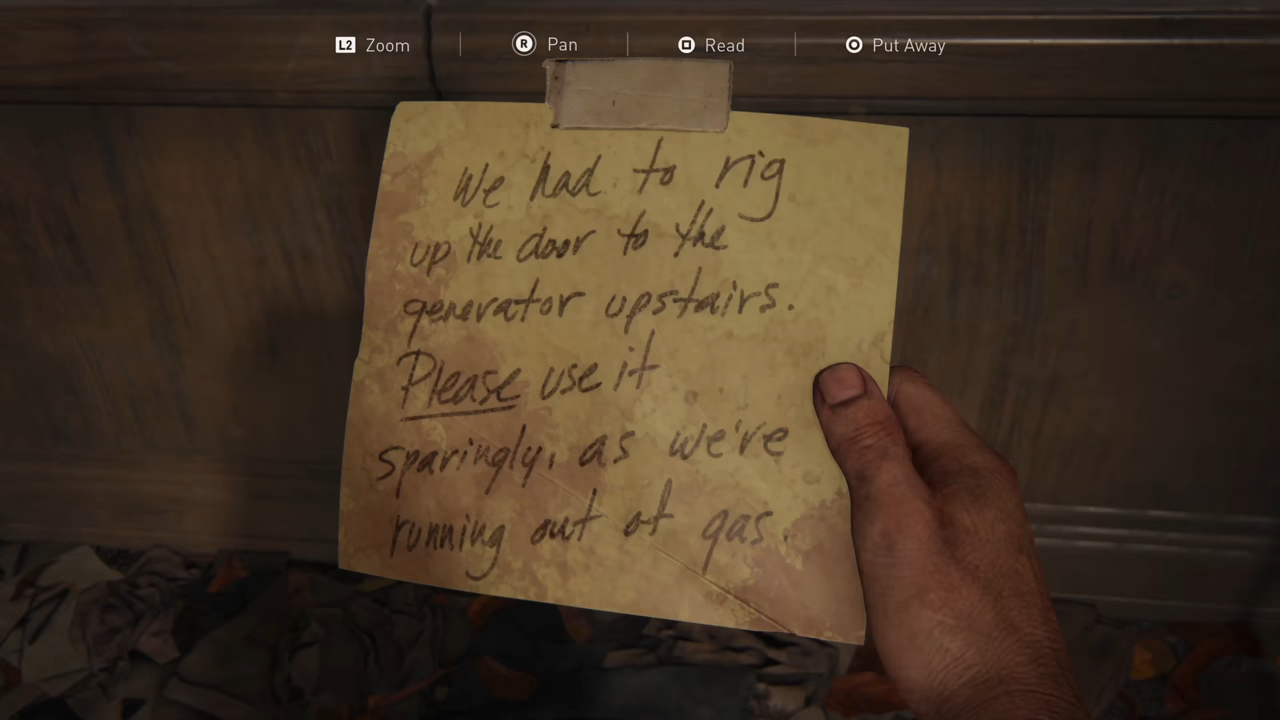 L2 Zoom | R Pan | Read | Put Away
We had to rig
up the door to the
generator upstairs.
Please use it
sparingly, as we're
running out of gas.